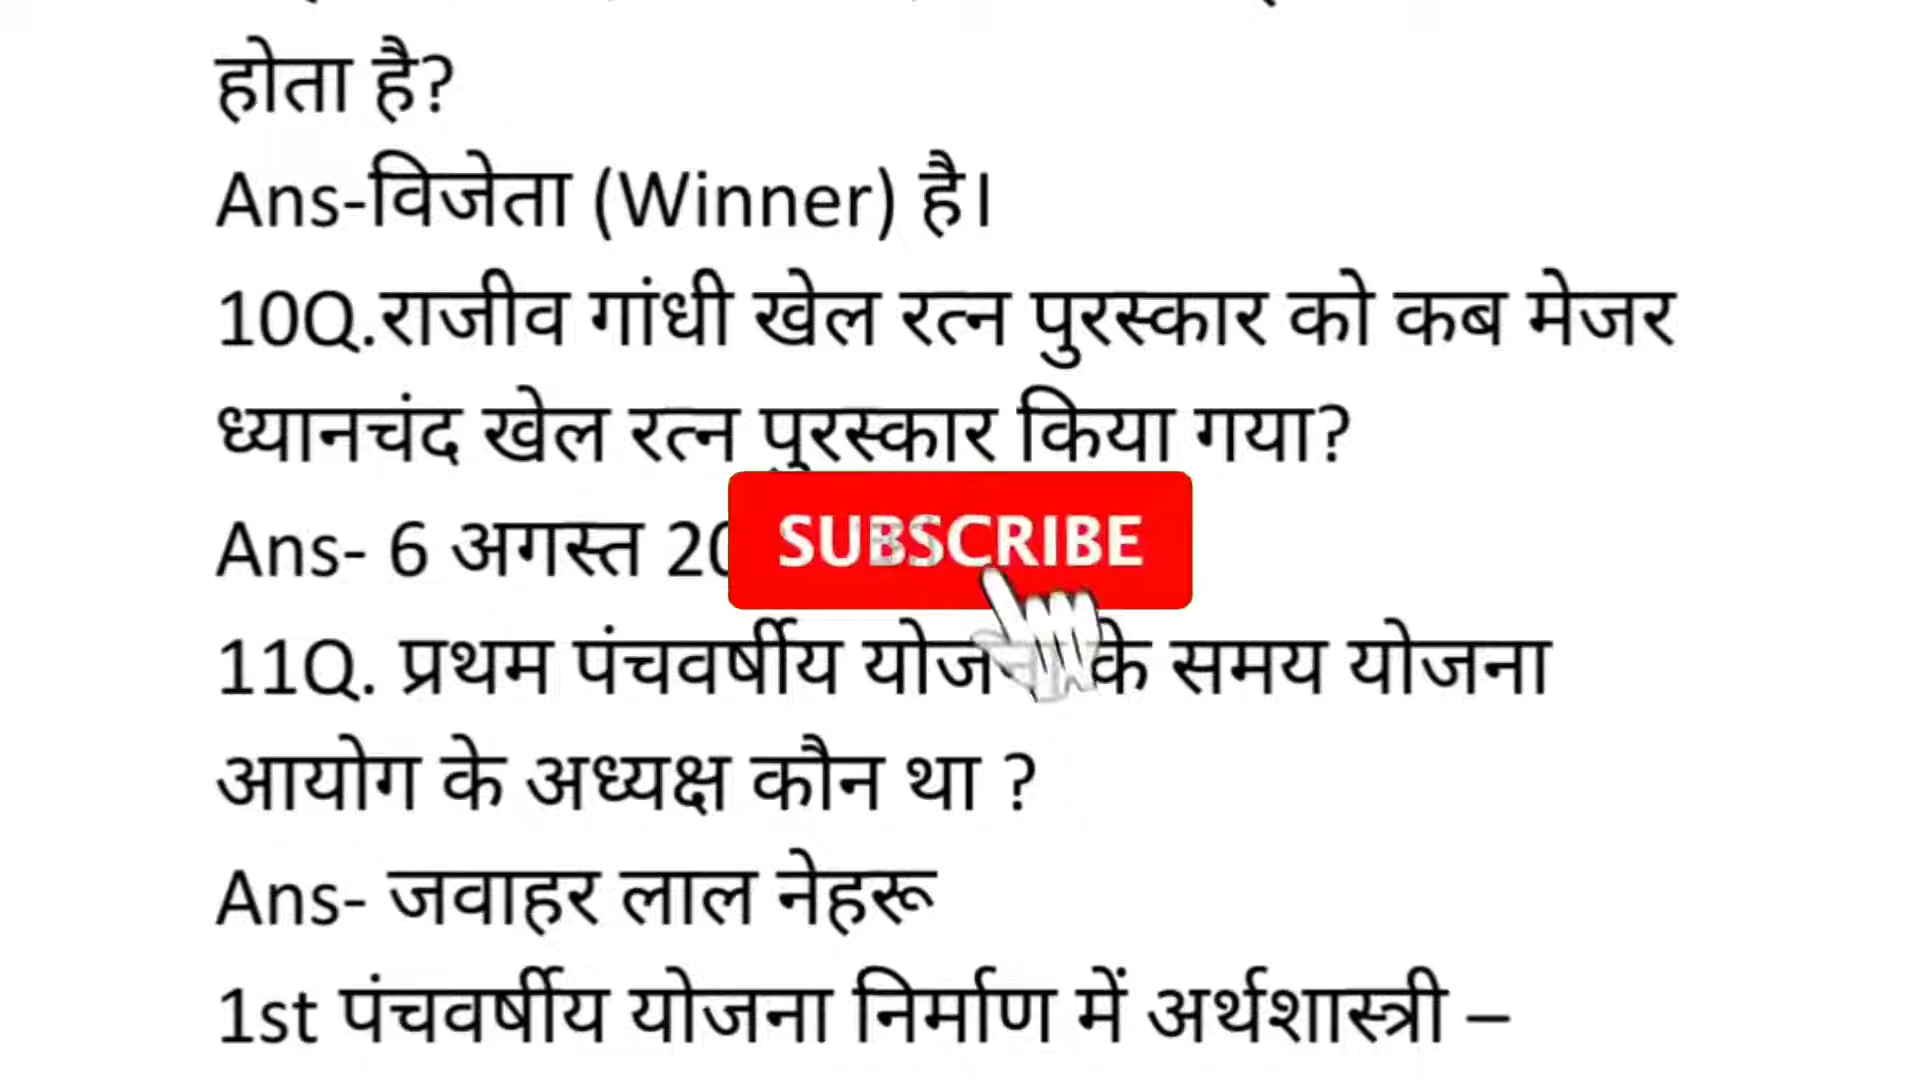 होता है?
Ans-विजेता (Winner) है।
10Q.राजीव गांधी खेल रत्न पुरस्कार को कब मेजर
ध्यानचंद खेल रत्न पुरस्कार किया गया?
Ans- 6 अगस्त
SUBSCRIBE
11Q. प्रथम पंचवर्षीय योजना के समय योजना
आयोग के अध्यक्ष कौन था ?
Ans- जवाहर लाल नेहरू
1st पंचवर्षीय योजना निर्माण में अर्थशास्त्री –